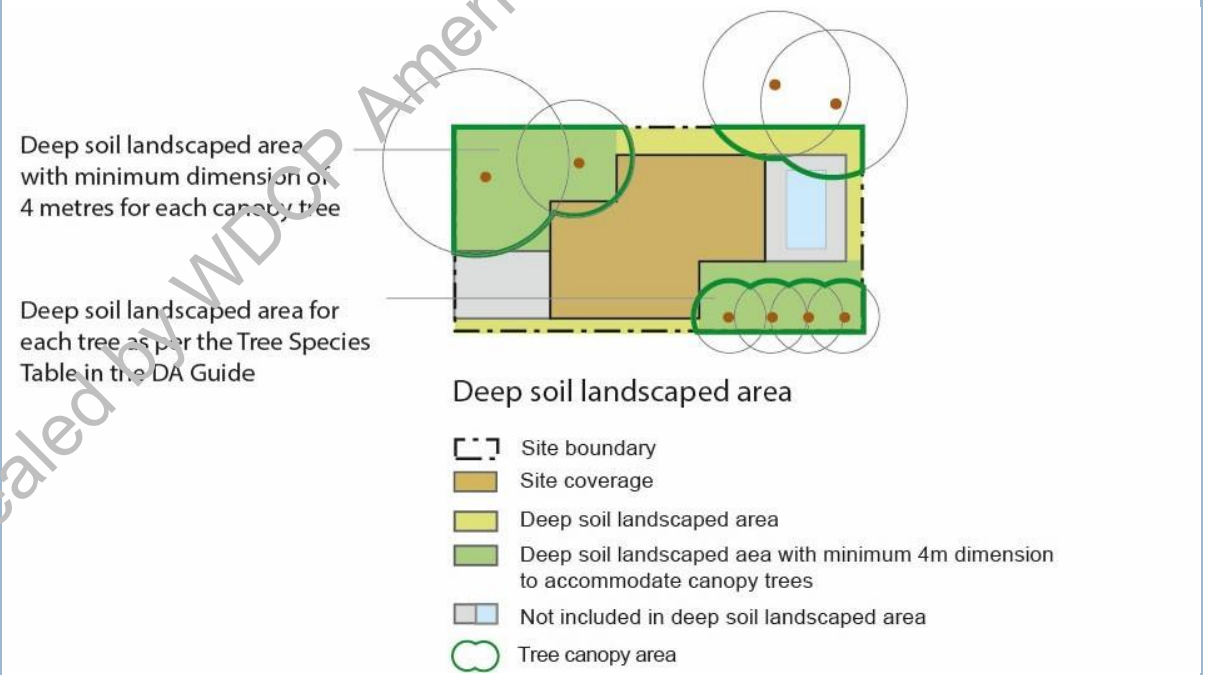 Deep soil landscaped area
with minimum dimension of
4 metres for each canopy tree
Deep soil landscaped area for
each tree as per the Tree Species
Table in the DA Guide
Deep soil landscaped area
Site boundary
Site coverage
Deep soil landscaped area
Deep soil landscaped aea with minimum 4m dimension
to accommodate canopy trees
Not included in deep soil landscaped area
Tree canopy area
by WDCP